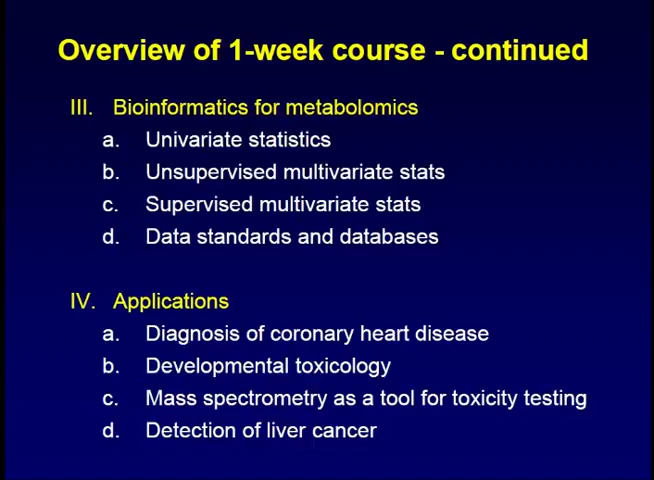 Overview of 1-week course - continued
III. Bioinformatics for metabolomics
a. Univariate statistics
b. Unsupervised multivariate stats
c. Supervised multivariate stats
d. Data standards and databases
IV. Applications
a. Diagnosis of coronary heart disease
b. Developmental toxicology
c. Mass spectrometry as a tool for toxicity testing
d. Detection of liver cancer